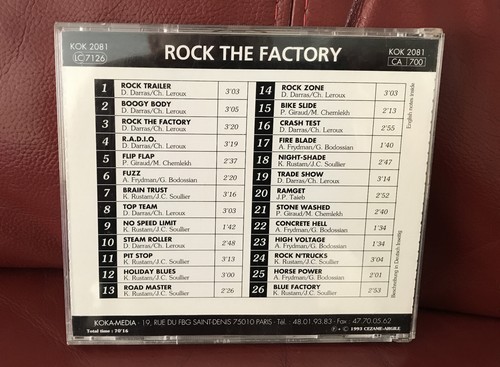 KOK 2081
LC 7126
ROCK THE FACTORY
KOK 2081
CA 700
1 ROCK TRAILER
D. Darras/Ch. Leroux 3'03
2 BOOGY BODY
D. Darras/Ch. Leroux 3'05
3 ROCK THE FACTORY
D. Darras/Ch. Leroux 3'20
4 R.A.D.I.O.
D. Darras/Ch. Leroux 3'19
5 FLIP FLAP
P. Giraud/M. Chemlekh 2'37
6 FUZZ
A. Frydman/G. Bodossian 2'20
7 BRAIN TRUST
K. Rustam/J.C. Soullier 3'16
8 TOP TEAM
D. Darras/Ch. Leroux 3'03
9 NO SPEED LIMIT
K. Rustam/J.C. Soullier 1'42
10 STEAM ROLLER
D. Darras/Ch. Leroux 2'48
11 PIT STOP
K. Rustam/J.C. Soullier 3'13
12 HOLIDAY BLUES
K. Rustam/J.C. Soullier 3'00
13 ROAD MASTER
K. Rustam/J.C. Soullier 2'26
14 ROCK ZONE
D. Darras/Ch. Leroux 3'03
15 BIKE SLIDE
P. Giraud/M. Chemlekh 2'13
16 CRASH TEST
D. Darras/Ch. Leroux 2'55
17 FIRE BLADE
A. Frydman/G. Bodossian 1'40
18 NIGHT-SHADE
K. Rustam/J.C. Soullier 2'47
19 TRADE SHOW
D. Darras/Ch. Leroux 3'14
20 RAMGET
J.P. Taieb 2'52
21 STONE WASHED
P. Giraud/M. Chemlekh 2'40
22 CONCRETE HELL
A. Frydman/G. Bodossian 1'34
23 HIGH VOLTAGE
A. Frydman/G. Bodossian 1'34
24 ROCK N'TRUCKS
K. Rustam/J.C. Soullier 3'04
25 HORSE POWER
A. Frydman/G. Bodossian 2'01
26 BLUE FACTORY
K. Rustam/J.C. Soullier 2'53
English notes inside
KOKA-MEDIA · 19, RUE DU FBG SAINT-DENIS 75010 PARIS · Tél. : 48.01.93.83 · Fax : 47.70.05.62
Total time : 70'16
℗ + © 1993 CEZAME-ARGILE